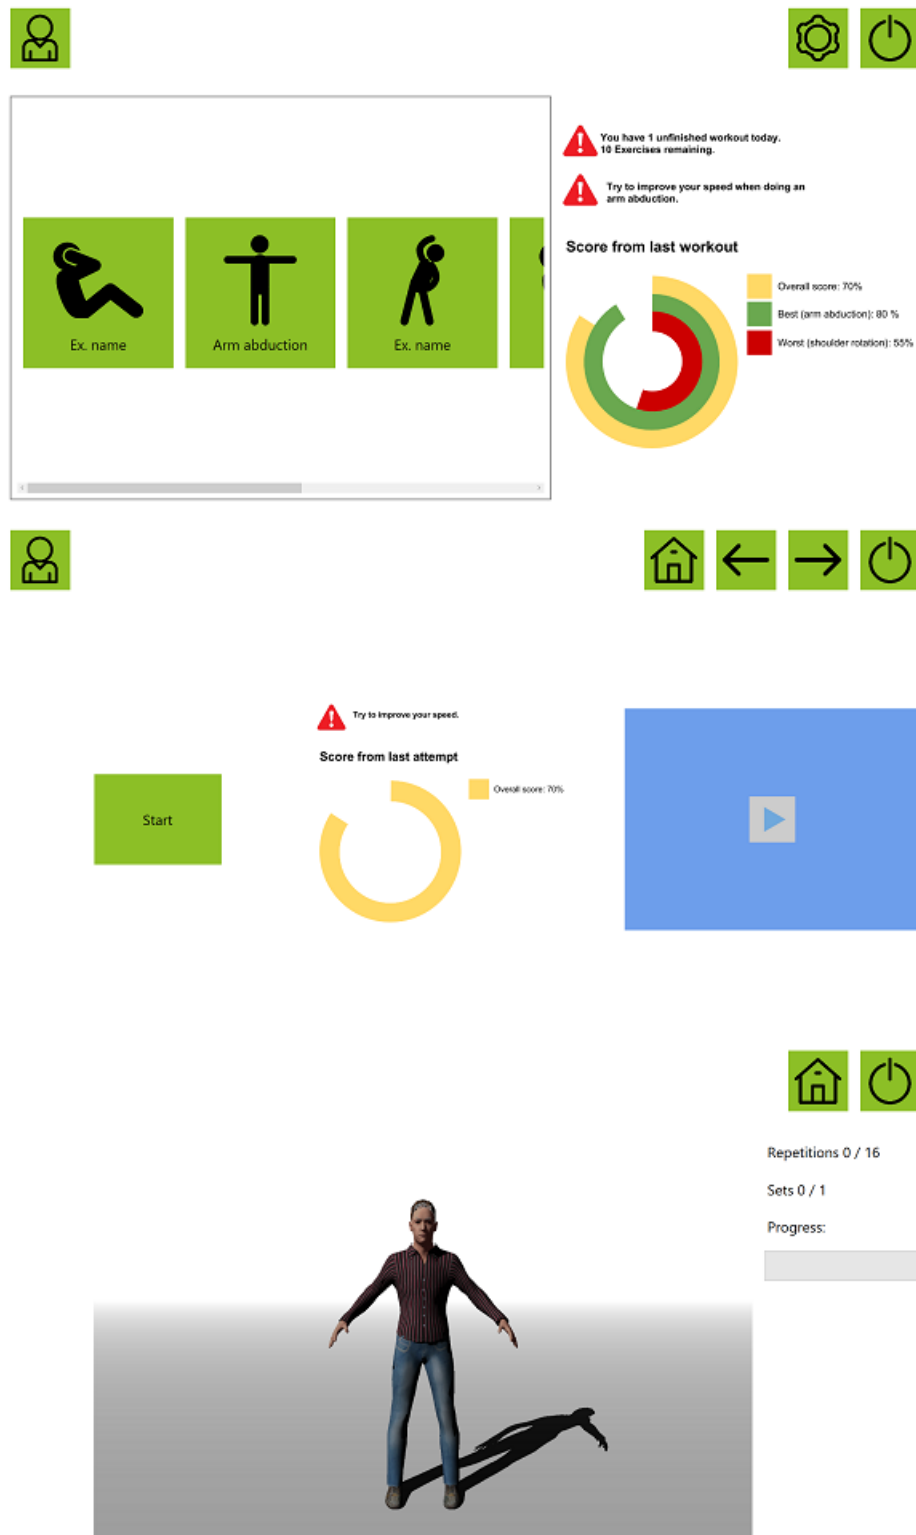 You have 1 unfinished workout today.
10 Exercises remaining.
Try to improve your speed when doing an
arm abduction.
Score from last workout
Overall score: 70%
Best (arm abduction): 80 %
Worst (shoulder rotation): 55%
Ex. name
Arm abduction
Ex. name
Try to improve your speed.
Score from last attempt
Overall score: 70%
Start
Repetitions 0 / 16
Sets 0 / 1
Progress: